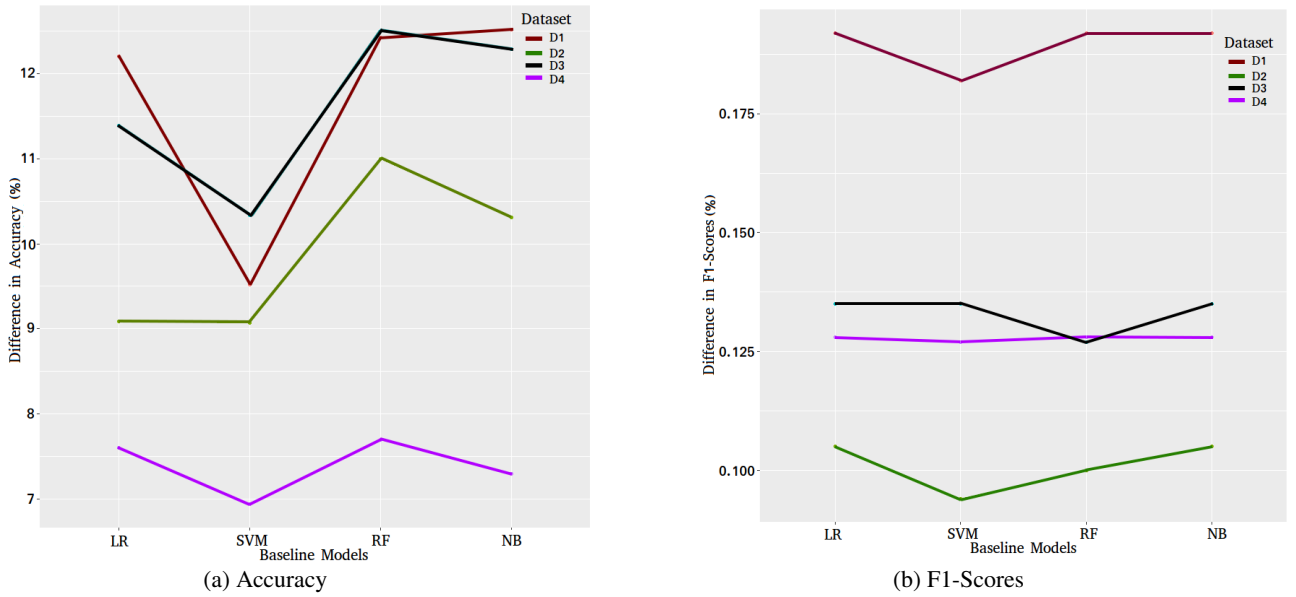 Difference in Accuracy (%)
12
11
10
9
8
7
Dataset
D1
D2
D3
D4
LR
SVM
RF
NB
Baseline Models
(a) Accuracy
Difference in F1-Scores (%)
0.175
0.150
0.125
0.100
Dataset
D1
D2
D3
D4
LR
SVM
RF
NB
Baseline Models
(b) F1-Scores